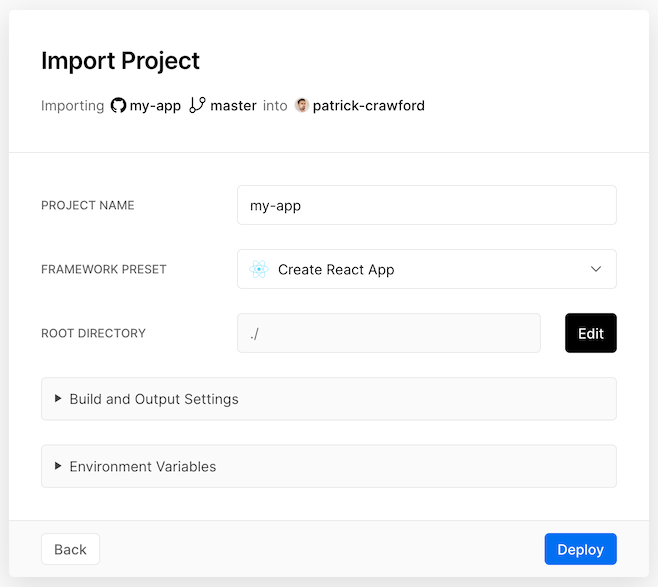 Import Project
Importing my-app master into patrick-crawford
PROJECT NAME my-app
FRAMEWORK PRESET Create React App
ROOT DIRECTORY ./ Edit
Build and Output Settings
Environment Variables
Back Deploy